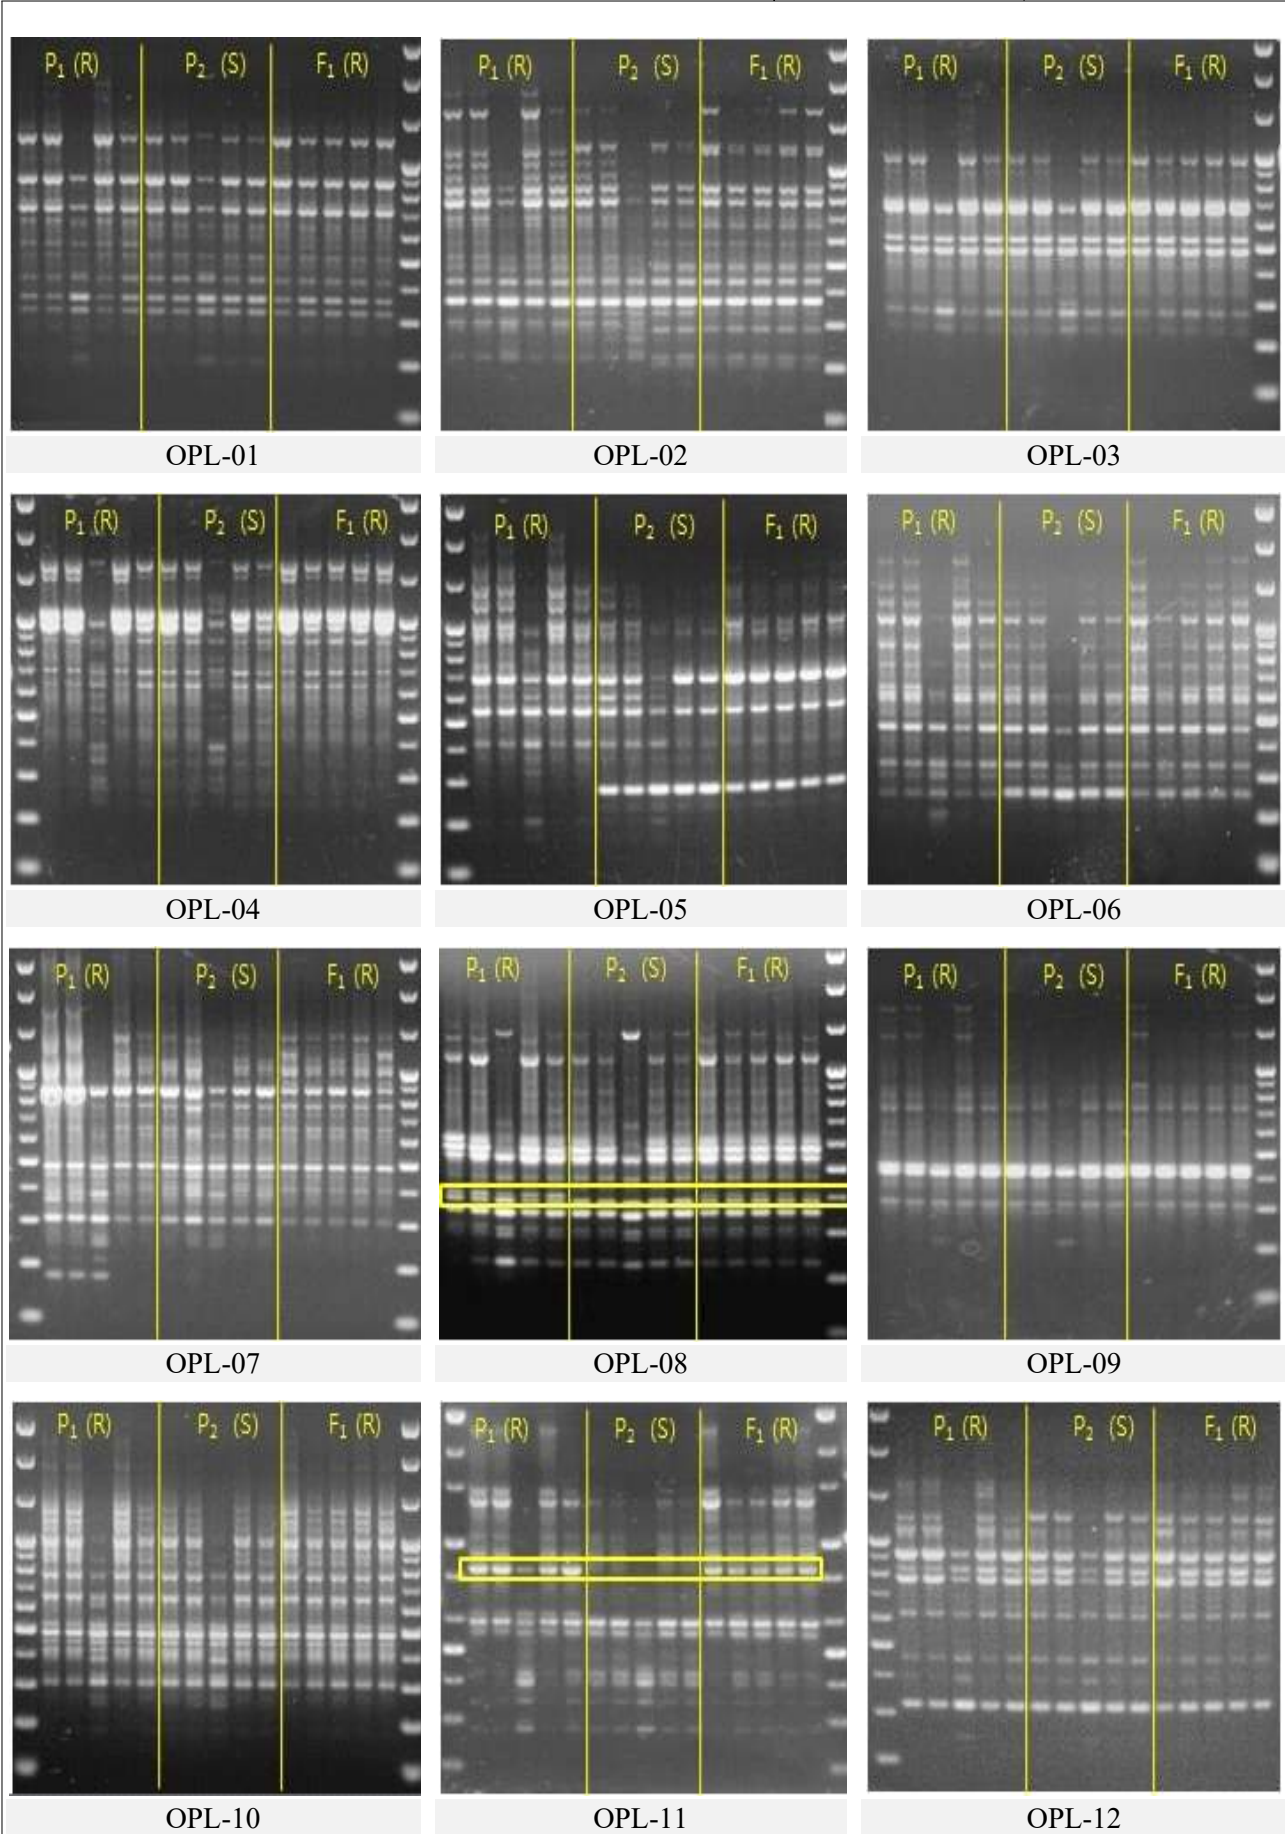 P₁ (R) P₂ (S) F₁ (R)
P₁ (R) P₂ (S) F₁ (R)
P₁ (R) P₂ (S) F₁ (R)
OPL-01
OPL-02
OPL-03
P₁ (R) P₂ (S) F₁ (R)
P₁ (R) P₂ (S) F₁ (R)
P₁ (R) P₂ (S) F₁ (R)
OPL-04
OPL-05
OPL-06
P₁ (R) P₂ (S) F₁ (R)
P₁ (R) P₂ (S) F₁ (R)
P₁ (R) P₂ (S) F₁ (R)
OPL-07
OPL-08
OPL-09
P₁ (R) P₂ (S) F₁ (R)
P₁ (R) P₂ (S) F₁ (R)
P₁ (R) P₂ (S) F₁ (R)
OPL-10
OPL-11
OPL-12